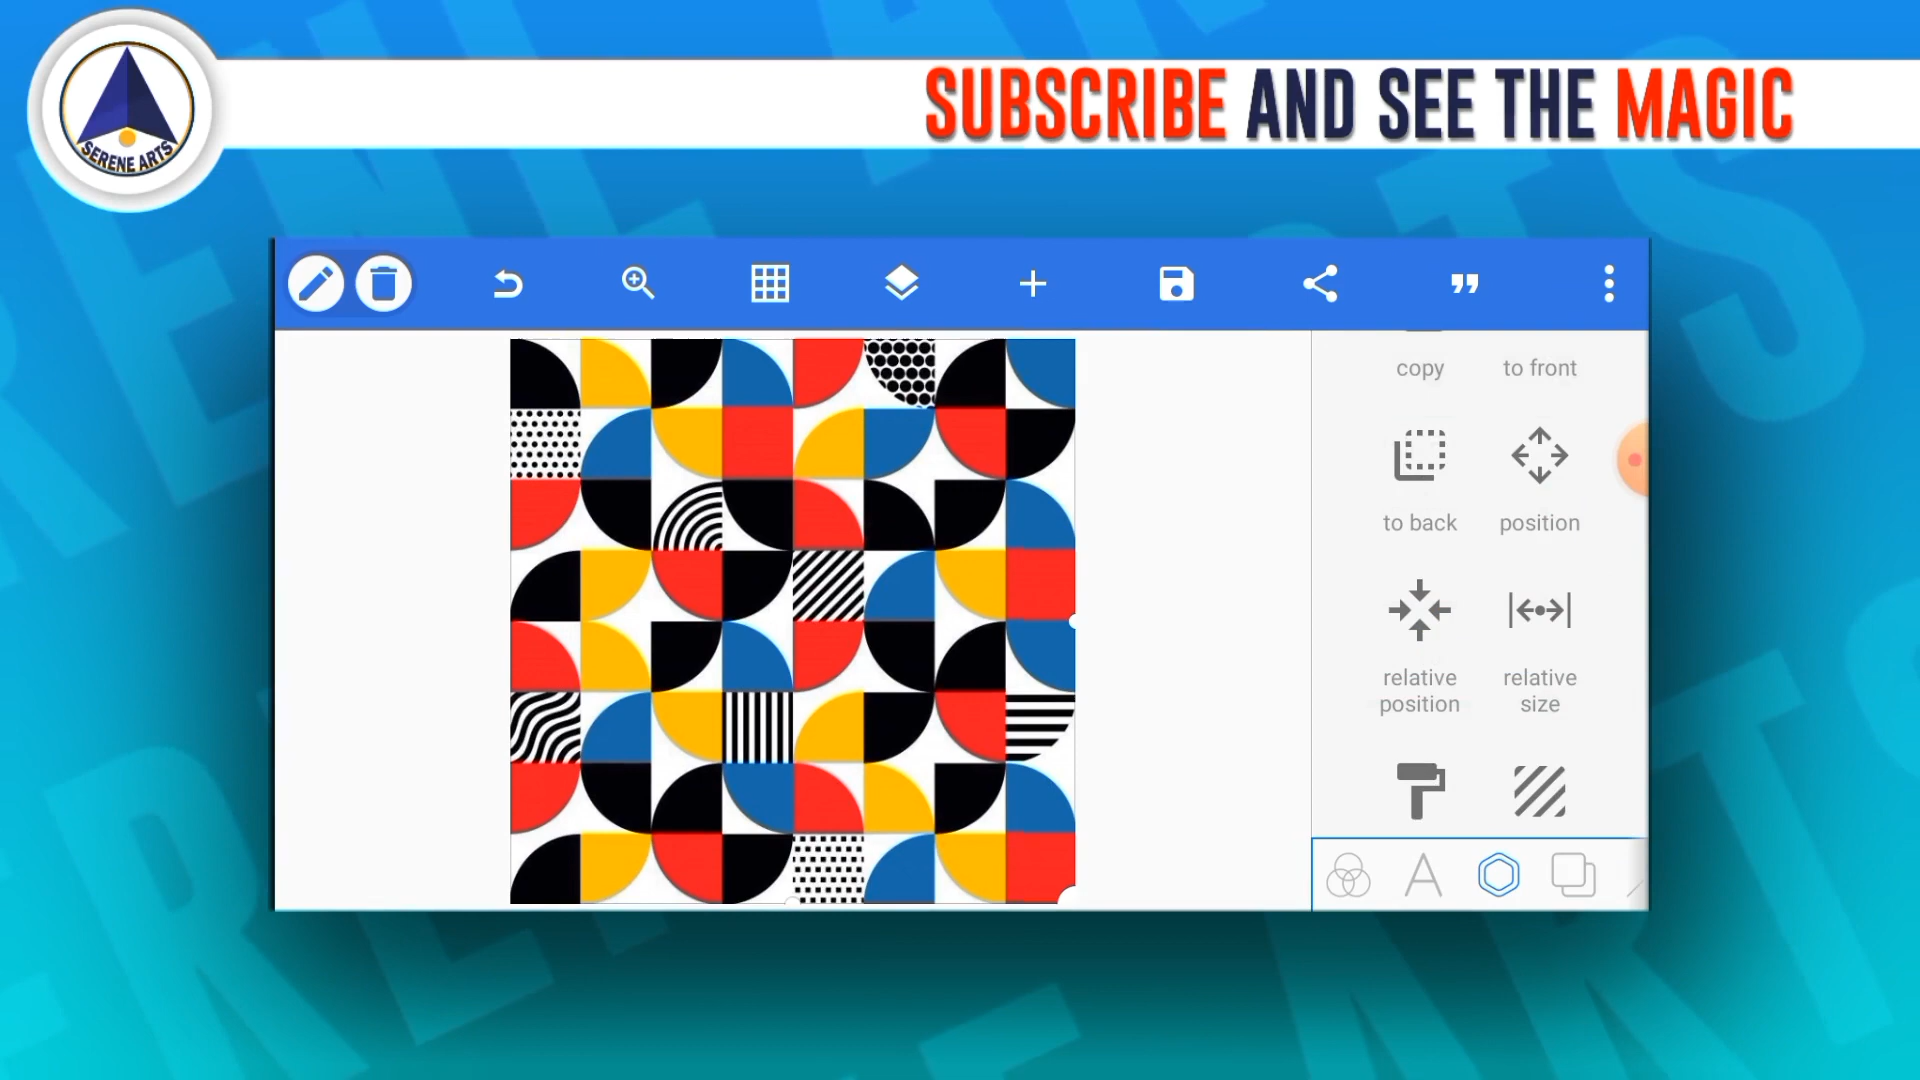 SUBSCRIBE AND SEE THE MAGIC
SERENE ARTS
copy
to front
to back
position
relative
position
relative
size